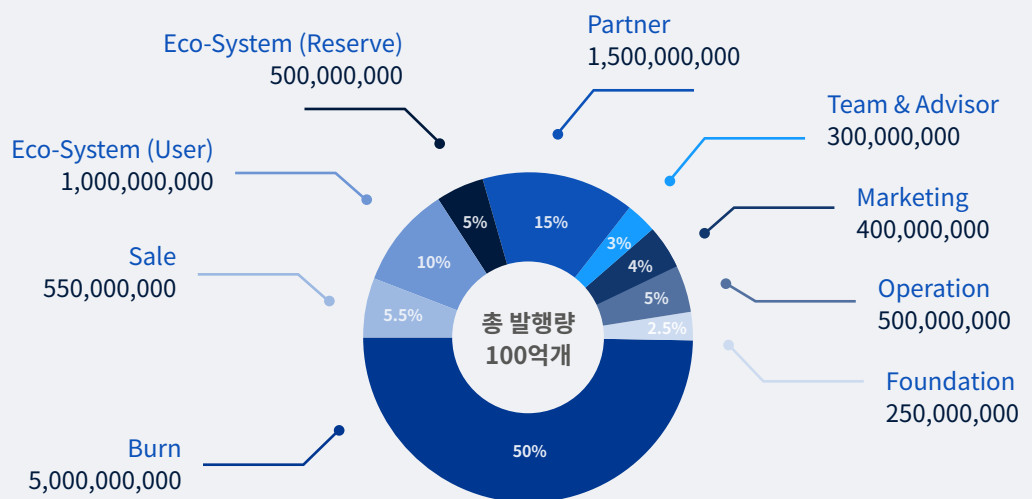 Partner
1,500,000,000
Eco-System (Reserve)
500,000,000
Team & Advisor
300,000,000
Eco-System (User)
1,000,000,000
Marketing
400,000,000
Sale
550,000,000
Operation
500,000,000
Foundation
250,000,000
Burn
5,000,000,000
15%
5%
3%
4%
10%
5%
5.5%
2.5%
총 발행량
100억개
50%